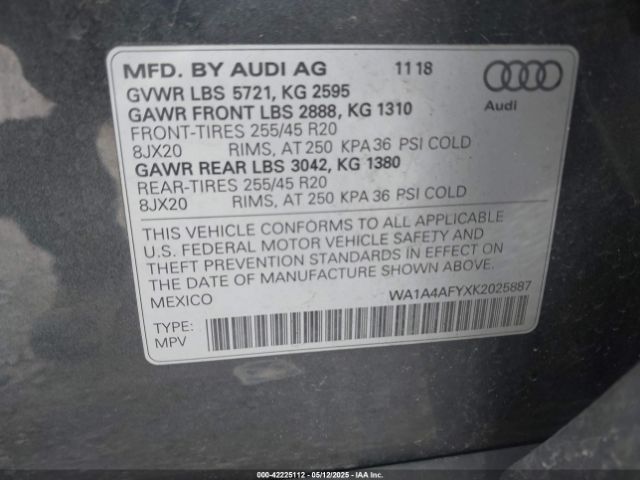 MFD. BY AUDI AG 11 18
GVWR LBS 5721, KG 2595
GAWR FRONT LBS 2888, KG 1310
FRONT-TIRES 255/45 R20
8JX20 RIMS, AT 250 KPA 36 PSI COLD
GAWR REAR LBS 3042, KG 1380
REAR-TIRES 255/45 R20
8JX20 RIMS, AT 250 KPA 36 PSI COLD
Audi
THIS VEHICLE CONFORMS TO ALL APPLICABLE
U.S. FEDERAL MOTOR VEHICLE SAFETY AND
THEFT PREVENTION STANDARDS IN EFFECT ON
THE DATE OF MANUFACTURE SHOWN ABOVE.
MEXICO WA1A4AFYXK2025887
TYPE:
MPV
000-42225112 - 05/12/2025 - © IAA Holdings, LLC